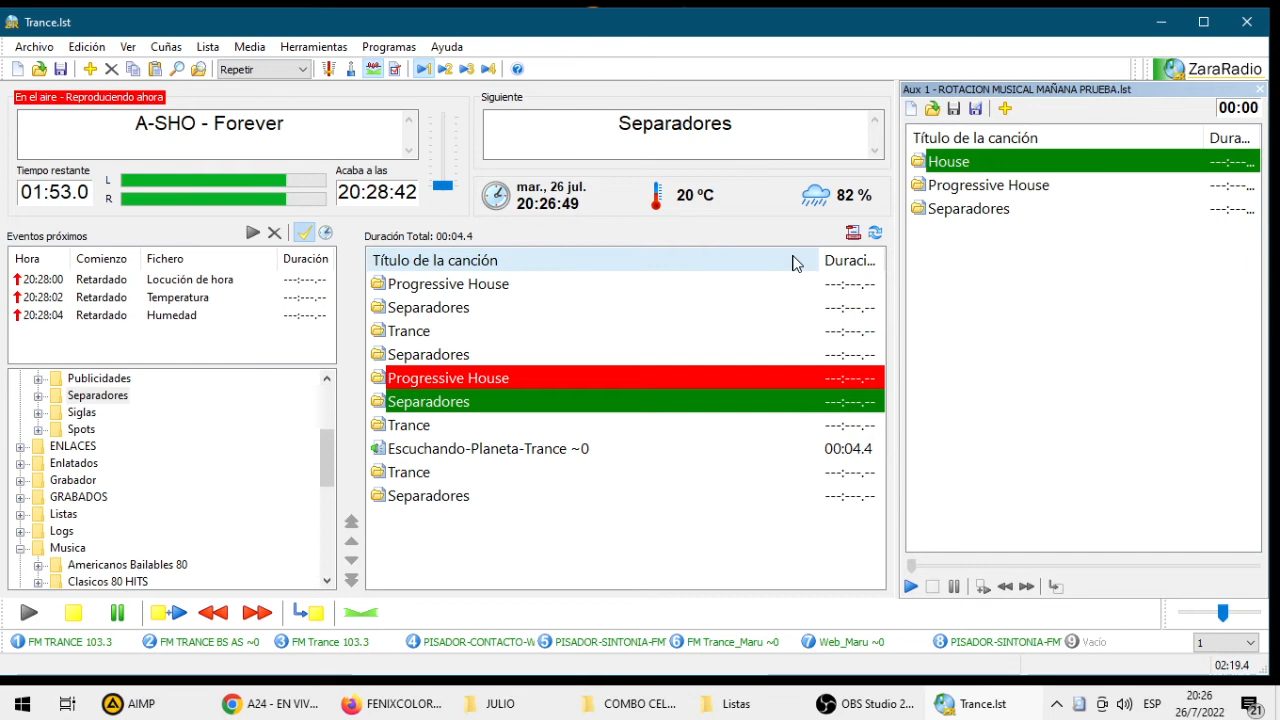 Trance.lst
Archivo Edición Ver Cuñas Lista Media Herramientas Programas Ayuda
Repetir 1 2 3 4 ZaraRadio
En el aire - Reproduciendo ahora
A-SHO - Forever
Tiempo restante
01:53.0
L
R
Acaba a las
20:28:42
Siguiente
Separadores
mar., 26 jul.
20:26:49
20 ºC
82 %
Eventos próximos
Hora Comienzo Fichero Duración
20:28:00 Retardado Locución de hora ---:---.--
20:28:02 Retardado Temperatura ---:---.--
20:28:04 Retardado Humedad ---:---.--
Publicidades
Separadores
Siglas
Spots
ENLACES
Enlatados
Grabador
GRABADOS
Listas
Logs
Musica
Americanos Bailables 80
Clasicos 80 HITS
Duración Total: 00:04.4
Título de la canción Duraci...
Progressive House ---:---.--
Separadores ---:---.--
Trance ---:---.--
Separadores ---:---.--
Progressive House ---:---.--
Separadores ---:---.--
Trance ---:---.--
Escuchando-Planeta-Trance ~0 00:04.4
Trance ---:---.--
Separadores ---:---.--
Aux 1 - ROTACION MUSICAL MAÑANA PRUEBA.lst
00:00
Título de la canción Dura...
House ---:---...
Progressive House ---:---...
Separadores ---:---...
1 FM TRANCE 103.3 2 FM TRANCE BS AS ~0 3 FM Trance 103.3 4 PISADOR-CONTACTO-W 5 PISADOR-SINTONIA-FM 6 FM Trance_Maru ~0 7 Web_Maru ~0 8 PISADOR-SINTONIA-FM 9 Vacío 1
02:19.4
AIMP A24 - EN VIV... FENIXCOLOR... JULIO COMBO CEL... Listas OBS Studio 2... Trance.lst ESP 20:26
26/7/2022 21